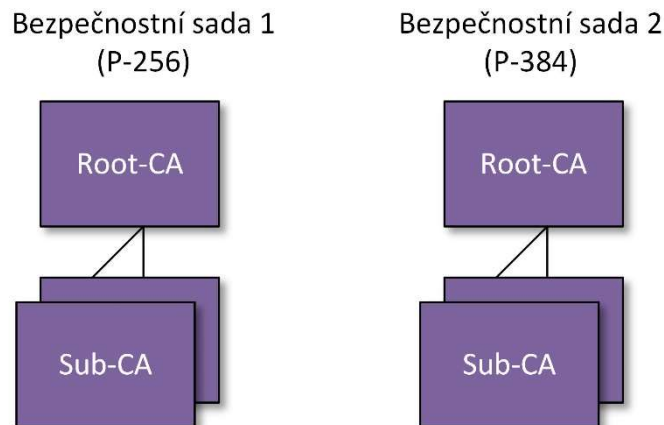 Bezpečnostní sada 1
(P-256)
Root-CA
Sub-CA
Bezpečnostní sada 2
(P-384)
Root-CA
Sub-CA